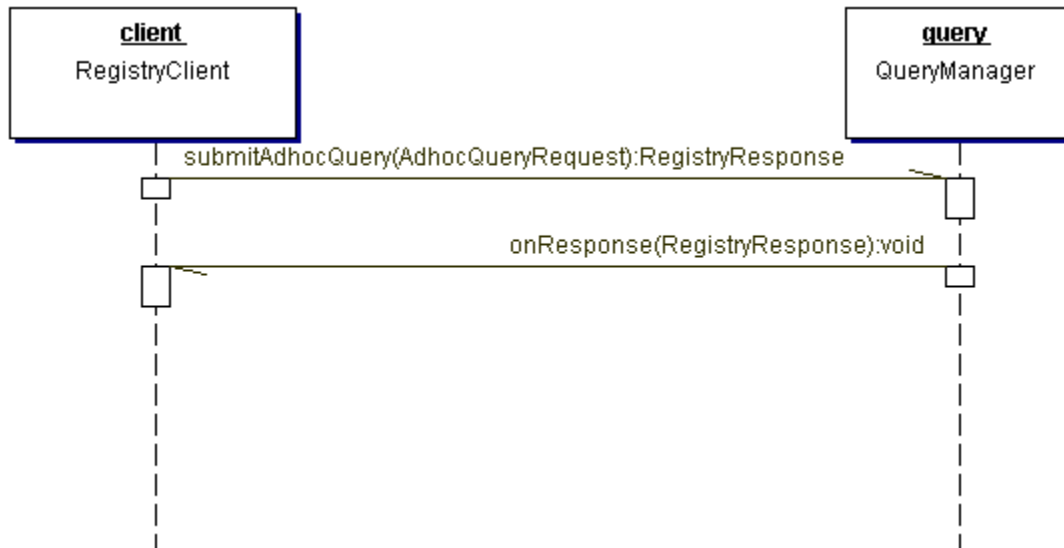 client
RegistryClient
query
QueryManager
submitAdhocQuery(AdhocQueryRequest):RegistryResponse
onResponse(RegistryResponse):void